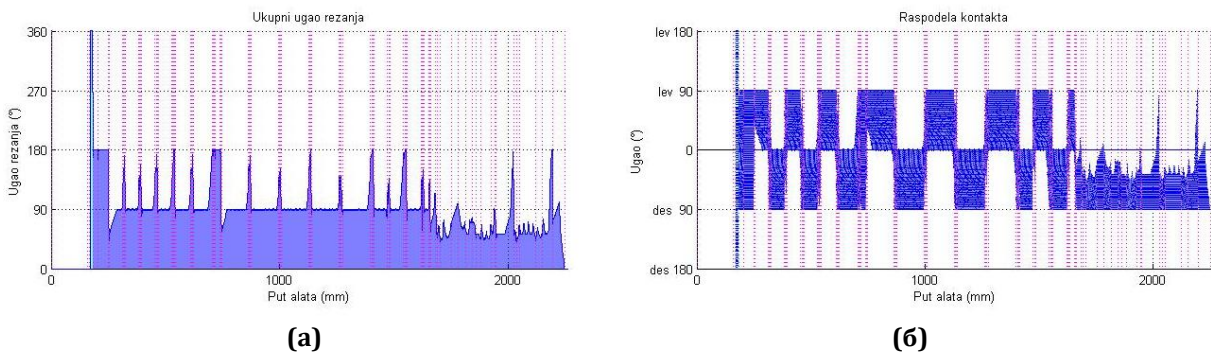 Ukupni ugao rezanja
Ugao rezanja (º)
360
270
180
90
0
0
1000
2000
Put alata (mm)
(а)
Raspodela kontakta
Ugao (º)
lev 180
lev 90
0
des 90
des 180
0
1000
2000
Put alata (mm)
(б)